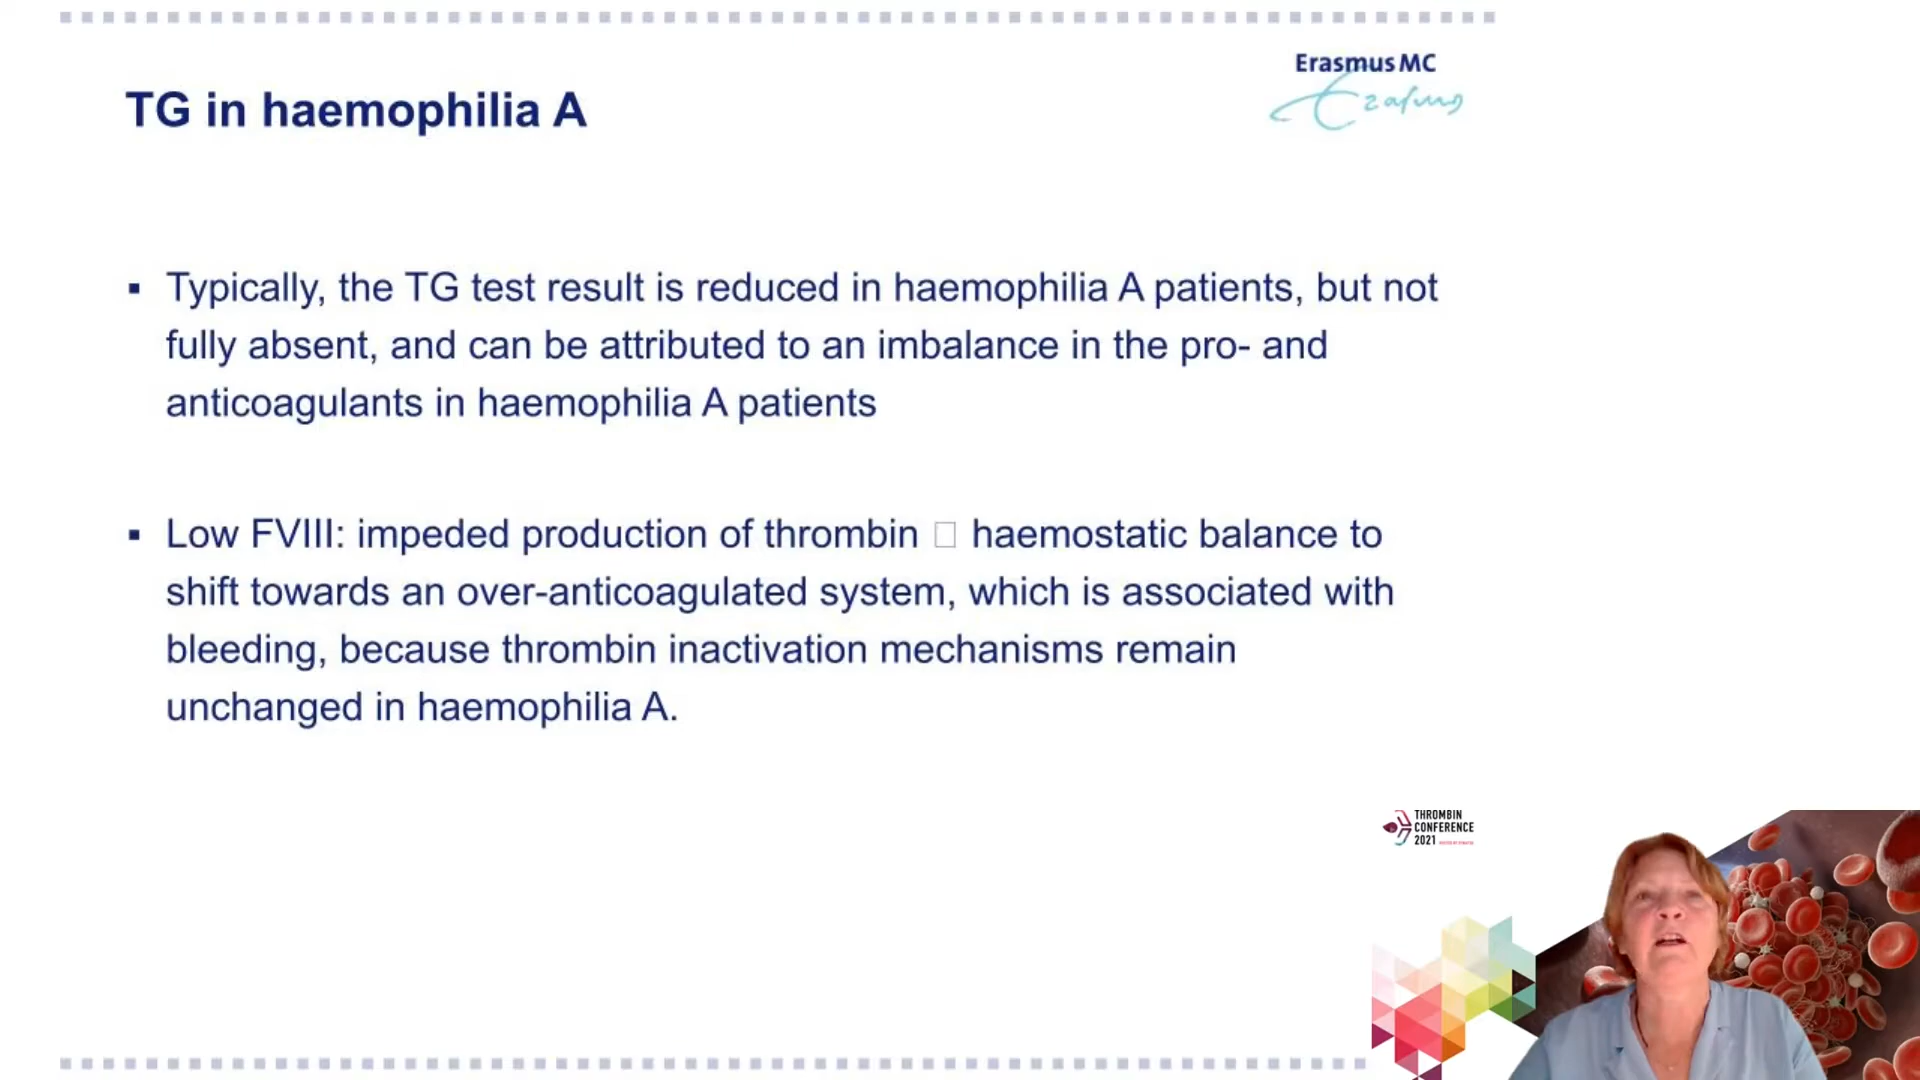 Erasmus MC
Erasmus
TG in haemophilia A
▪ Typically, the TG test result is reduced in haemophilia A patients, but not
fully absent, and can be attributed to an imbalance in the pro- and
anticoagulants in haemophilia A patients
▪ Low FVIII: impeded production of thrombin □ haemostatic balance to
shift towards an over-anticoagulated system, which is associated with
bleeding, because thrombin inactivation mechanisms remain
unchanged in haemophilia A.
THROMBIN
CONFERENCE
2021